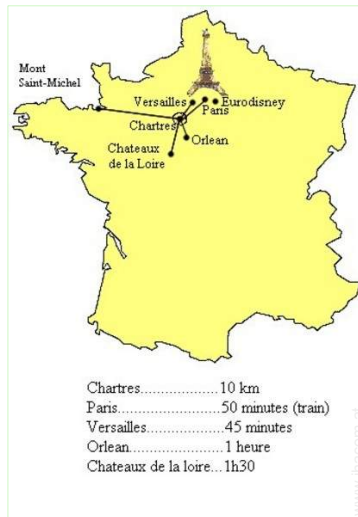 Mont
Saint-Michel
Versailles
Eurodisney
Paris
Chartres
Orlean
Chateaux
de la Loire
Chartres.....................10 km
Paris............................50 minutes (train)
Versailles...................45 minutes
Orlean........................1 heure
Chateaux de la loire...1h30